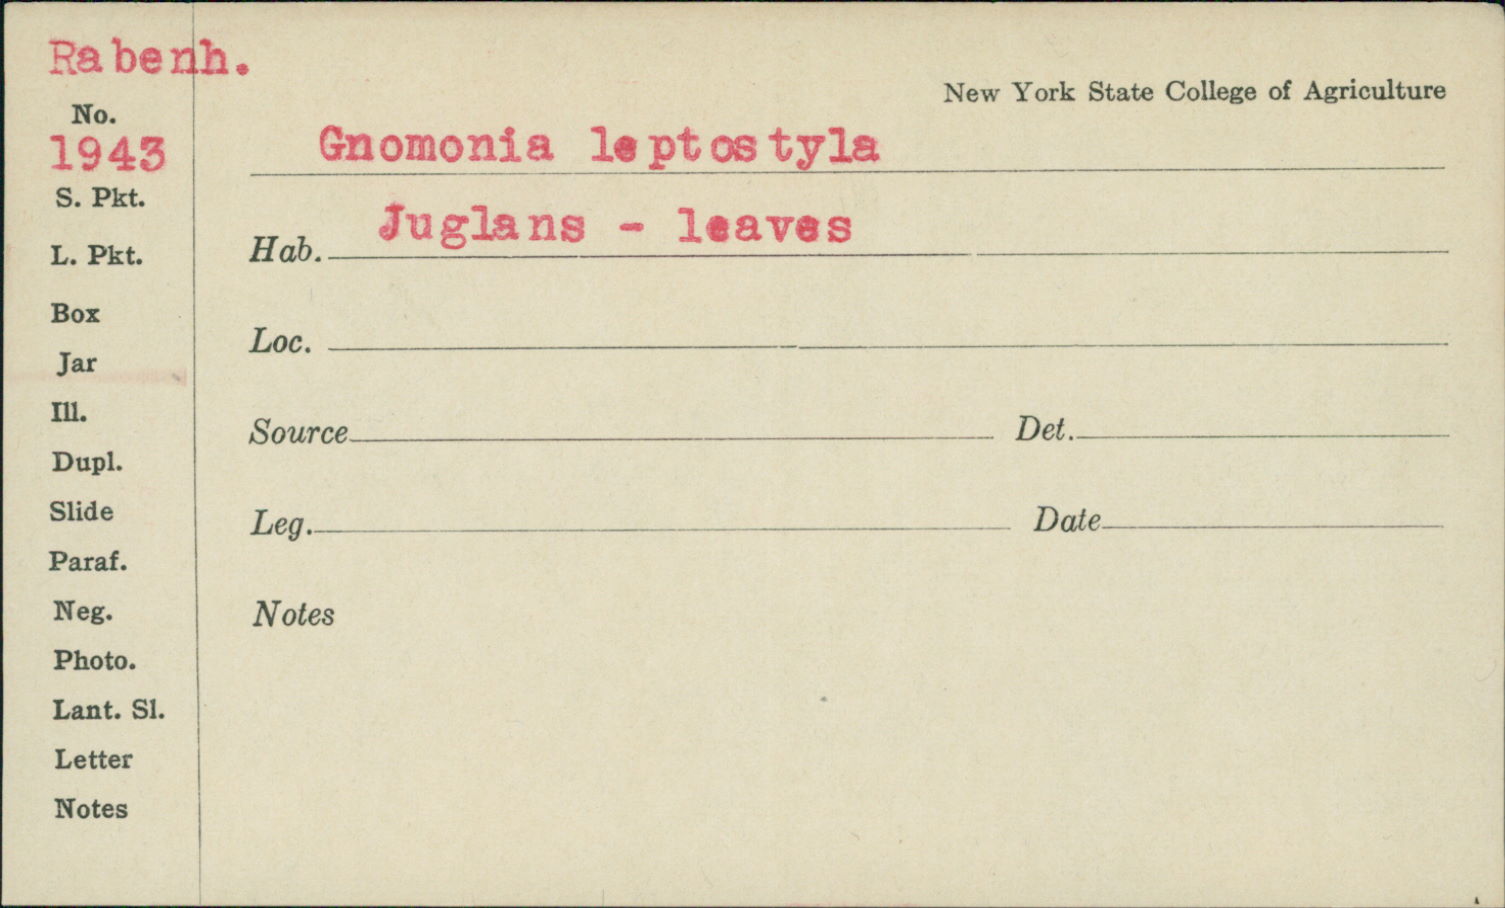 Rabenh.
New York State College of Agriculture
No.
1943
Gnomonia leptostyla
S. Pkt.
Hab. Juglans - leaves
L. Pkt.
Box
Loc.
Jar
Ill.
Source Det.
Dupl.
Slide
Leg. Date
Paraf.
Neg.
Notes
Photo.
Lant. Sl.
Letter
Notes